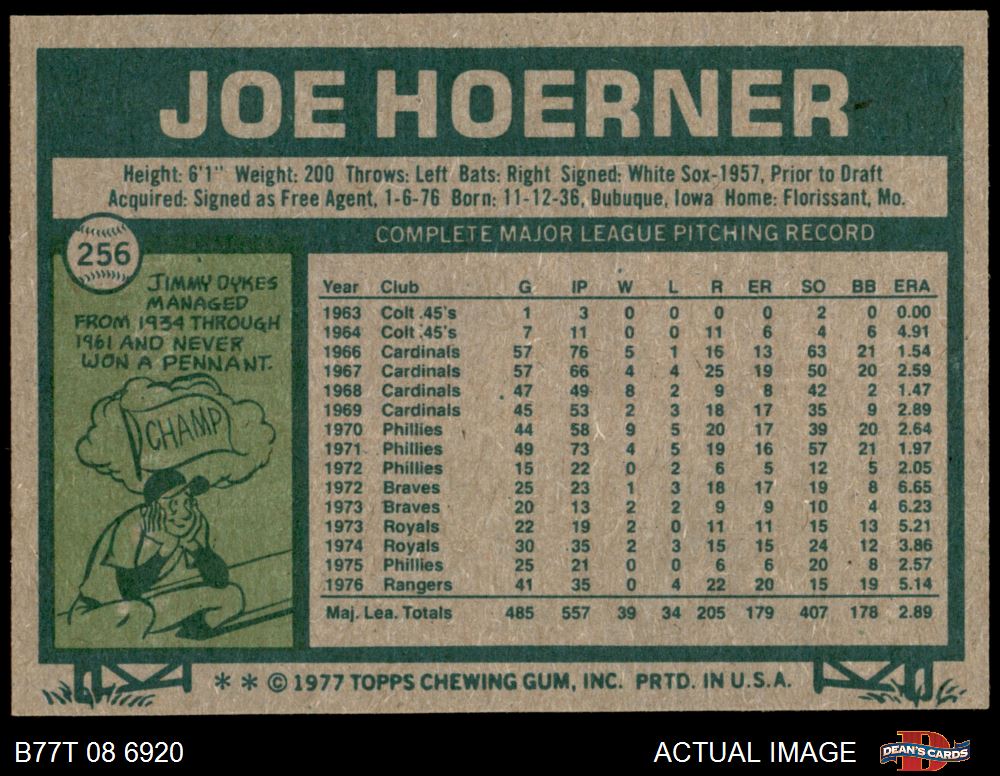 JOE HOERNER
Height: 6'1" Weight: 200 Throws: Left Bats: Right Signed: White Sox-1957, Prior to Draft
Acquired: Signed as Free Agent, 1-6-76 Born: 11-12-36, Dubuque, Iowa Home: Florissant, Mo.
256
COMPLETE MAJOR LEAGUE PITCHING RECORD
JIMMY DYKES
MANAGED
FROM 1934 THROUGH
1961 AND NEVER
WON A PENNANT.
CHAMP
Year Club G IP W L R ER SO BB ERA
1963 Colt .45's 1 3 0 0 0 0 2 0 0.00
1964 Colt .45's 7 11 0 0 11 6 4 6 4.91
1966 Cardinals 57 76 5 1 16 13 63 21 1.54
1967 Cardinals 57 66 4 4 25 19 50 20 2.59
1968 Cardinals 47 49 8 2 9 8 42 2 1.47
1969 Cardinals 45 53 2 3 18 17 35 9 2.89
1970 Phillies 44 58 9 5 20 17 39 20 2.64
1971 Phillies 49 73 4 5 19 16 57 21 1.97
1972 Phillies 15 22 0 2 6 5 12 5 2.05
1972 Braves 25 23 1 3 18 17 19 8 6.65
1973 Braves 20 13 2 2 9 9 10 4 6.23
1973 Royals 22 19 2 0 11 11 15 13 5.21
1974 Royals 30 35 2 3 15 15 24 12 3.86
1975 Phillies 25 21 0 0 6 6 20 8 2.57
1976 Rangers 41 35 0 4 22 20 15 19 5.14
Maj. Lea. Totals 485 557 39 34 205 179 407 178 2.89
* * © 1977 TOPPS CHEWING GUM, INC. PRTD. IN U.S.A.
B77T 08 6920
ACTUAL IMAGE
D
DEAN'S CARDS